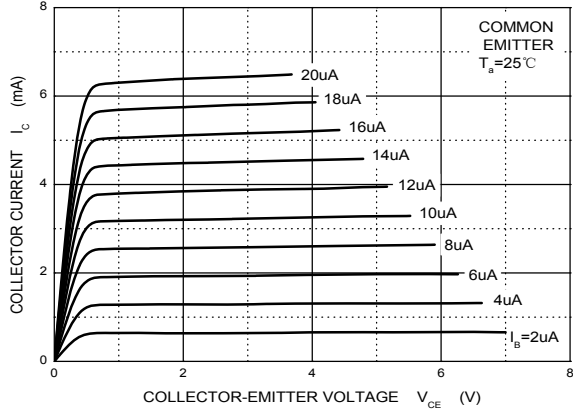 8
6
4
2
0
0
2
4
6
8
COLLECTOR CURRENT I_C (mA)
COLLECTOR-EMITTER VOLTAGE V_CE (V)
COMMON
EMITTER
T_a=25℃
20uA
18uA
16uA
14uA
12uA
10uA
8uA
6uA
4uA
I_B=2uA